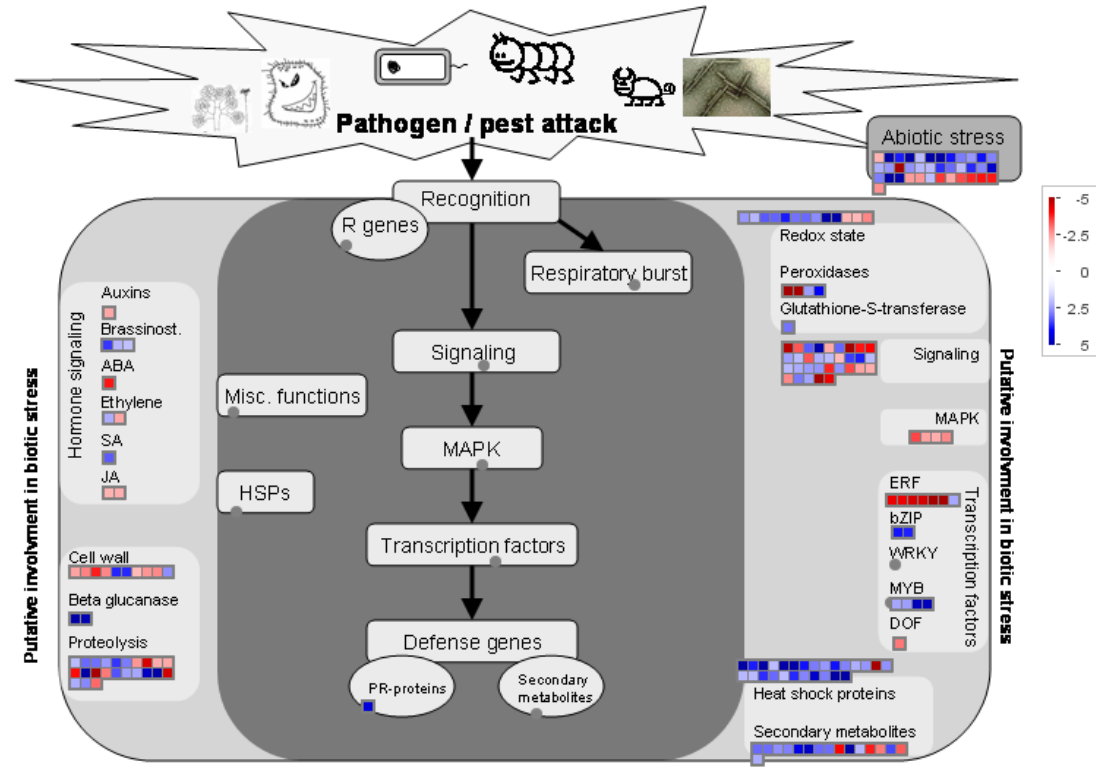 Pathogen / pest attack
Abiotic stress
Recognition
R genes
Respiratory burst
Redox state
Peroxidases
Glutathione-S-transferase
-5
-2.5
0
2.5
5
Auxins
Brassinost.
ABA
Ethylene
SA
JA
Hormone signaling
Signaling
Signaling
Misc. functions
MAPK
MAPK
HSPs
ERF
bZIP
WRKY
MYB
DOF
Transcription factors
Transcription factors
Cell wall
Beta glucanase
Proteolysis
Defense genes
PR-proteins
Secondary
metabolites
Heat shock proteins
Secondary metabolites
Putative involvment in biotic stress
Putative involvment in biotic stress